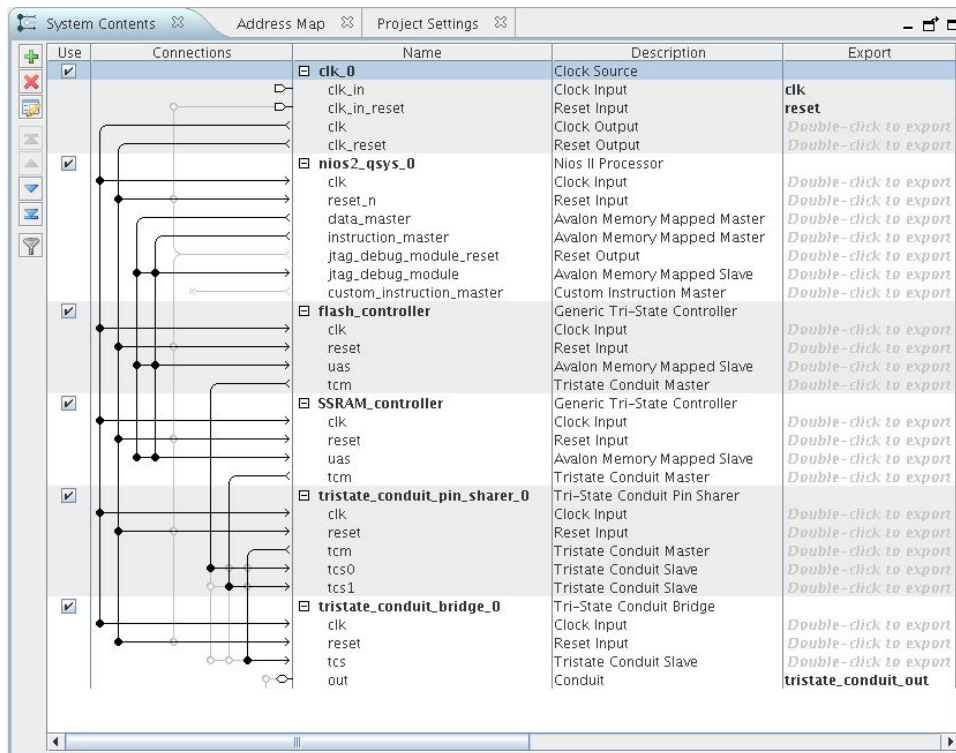 System Contents Address Map Project Settings
Use Connections Name Description Export
clk_0 Clock Source
clk_in Clock Input clk
clk_in_reset Reset Input reset
clk Clock Output Double-click to export
clk_reset Reset Output Double-click to export
nios2_qsys_0 Nios II Processor
clk Clock Input Double-click to export
reset_n Reset Input Double-click to export
data_master Avalon Memory Mapped Master Double-click to export
instruction_master Avalon Memory Mapped Master Double-click to export
jtag_debug_module_reset Reset Output Double-click to export
jtag_debug_module Avalon Memory Mapped Slave Double-click to export
custom_instruction_master Custom Instruction Master Double-click to export
flash_controller Generic Tri-State Controller
clk Clock Input Double-click to export
reset Reset Input Double-click to export
uas Avalon Memory Mapped Slave Double-click to export
tcm Tristate Conduit Master Double-click to export
SSRAM_controller Generic Tri-State Controller
clk Clock Input Double-click to export
reset Reset Input Double-click to export
uas Avalon Memory Mapped Slave Double-click to export
tcm Tristate Conduit Master Double-click to export
tristate_conduit_pin_sharer_0 Tri-State Conduit Pin Sharer
clk Clock Input Double-click to export
reset Reset Input Double-click to export
tcm Tristate Conduit Master Double-click to export
tcs0 Tristate Conduit Slave Double-click to export
tcs1 Tristate Conduit Slave Double-click to export
tristate_conduit_bridge_0 Tri-State Conduit Bridge
clk Clock Input Double-click to export
reset Reset Input Double-click to export
tcs Tristate Conduit Slave Double-click to export
out Conduit tristate_conduit_out